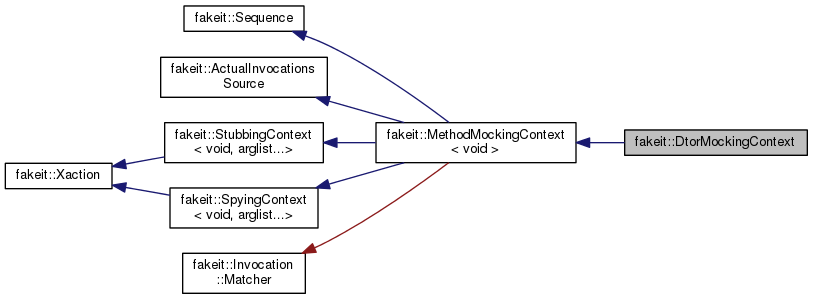 fakeit::Sequence
fakeit::ActualInvocations
Source
fakeit::StubbingContext
< void, arglist...>
fakeit::MethodMockingContext
< void >
fakeit::DtorMockingContext
fakeit::Xaction
fakeit::SpyingContext
< void, arglist...>
fakeit::Invocation
::Matcher